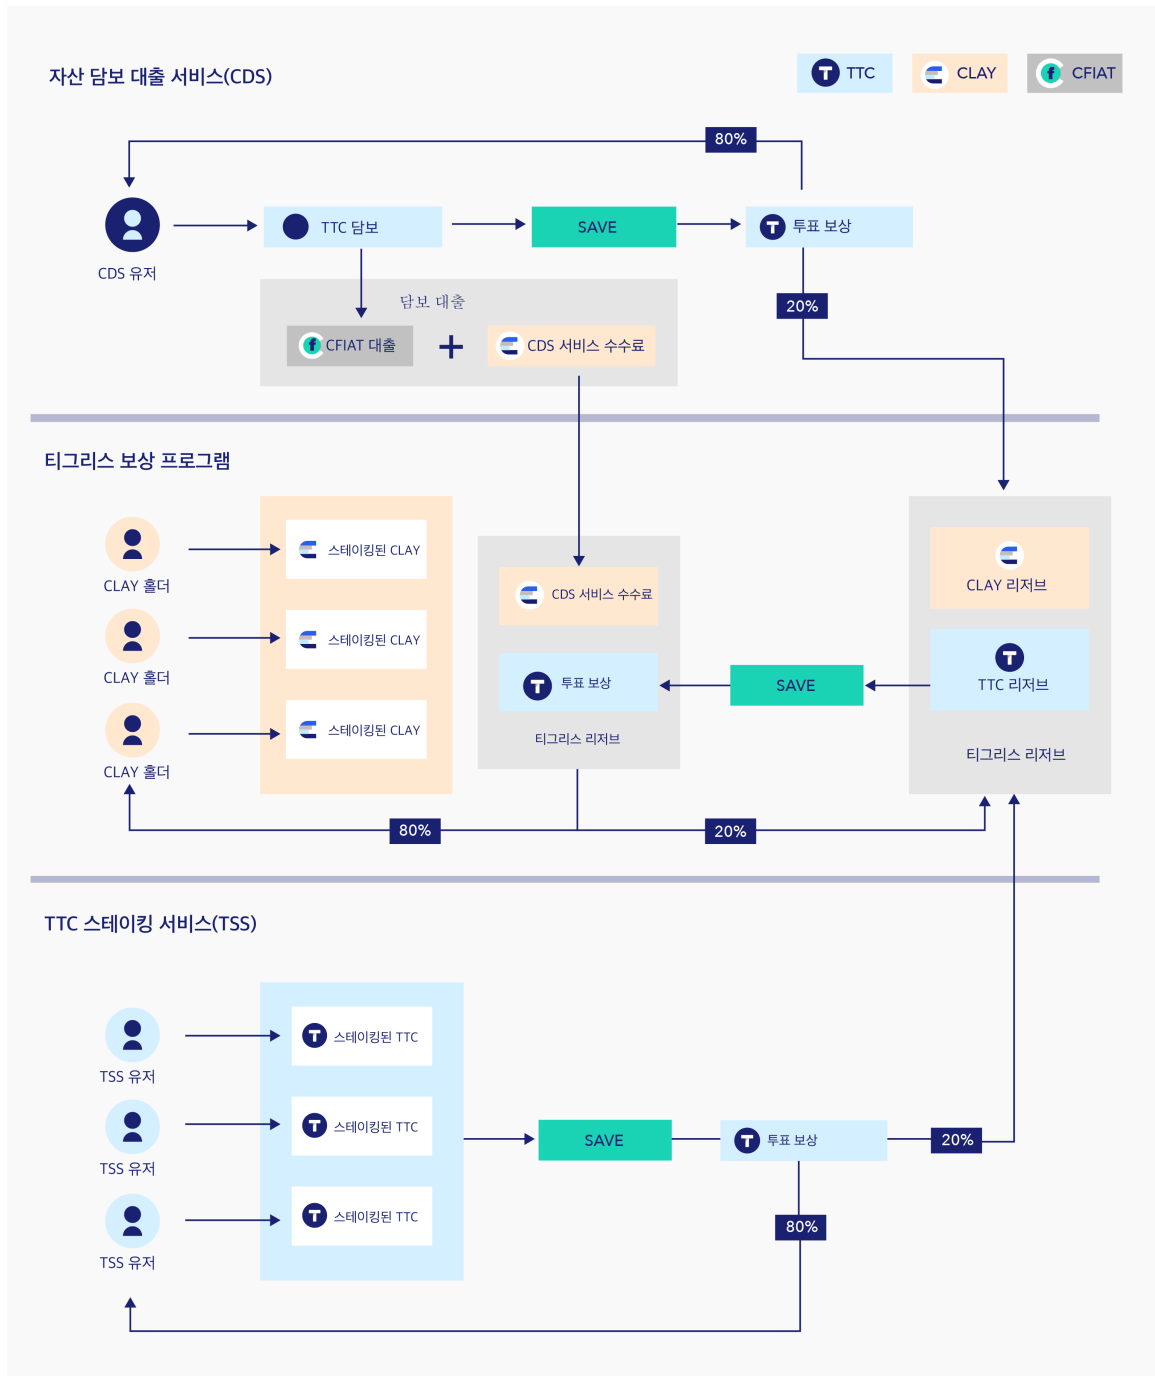 자산 담보 대출 서비스(CDS)
TTC
CLAY
CFIAT
80%
CDS 유저
TTC 담보
SAVE
투표 보상
20%
담보 대출
CFIAT 대출
CDS 서비스 수수료
티그리스 보상 프로그램
CLAY 홀더
스테이킹된 CLAY
CLAY 홀더
스테이킹된 CLAY
CLAY 홀더
스테이킹된 CLAY
CDS 서비스 수수료
투표 보상
티그리스 리저브
SAVE
CLAY 리저브
TTC 리저브
티그리스 리저브
80%
20%
TTC 스테이킹 서비스(TSS)
TSS 유저
스테이킹된 TTC
TSS 유저
스테이킹된 TTC
TSS 유저
스테이킹된 TTC
SAVE
투표 보상
20%
80%